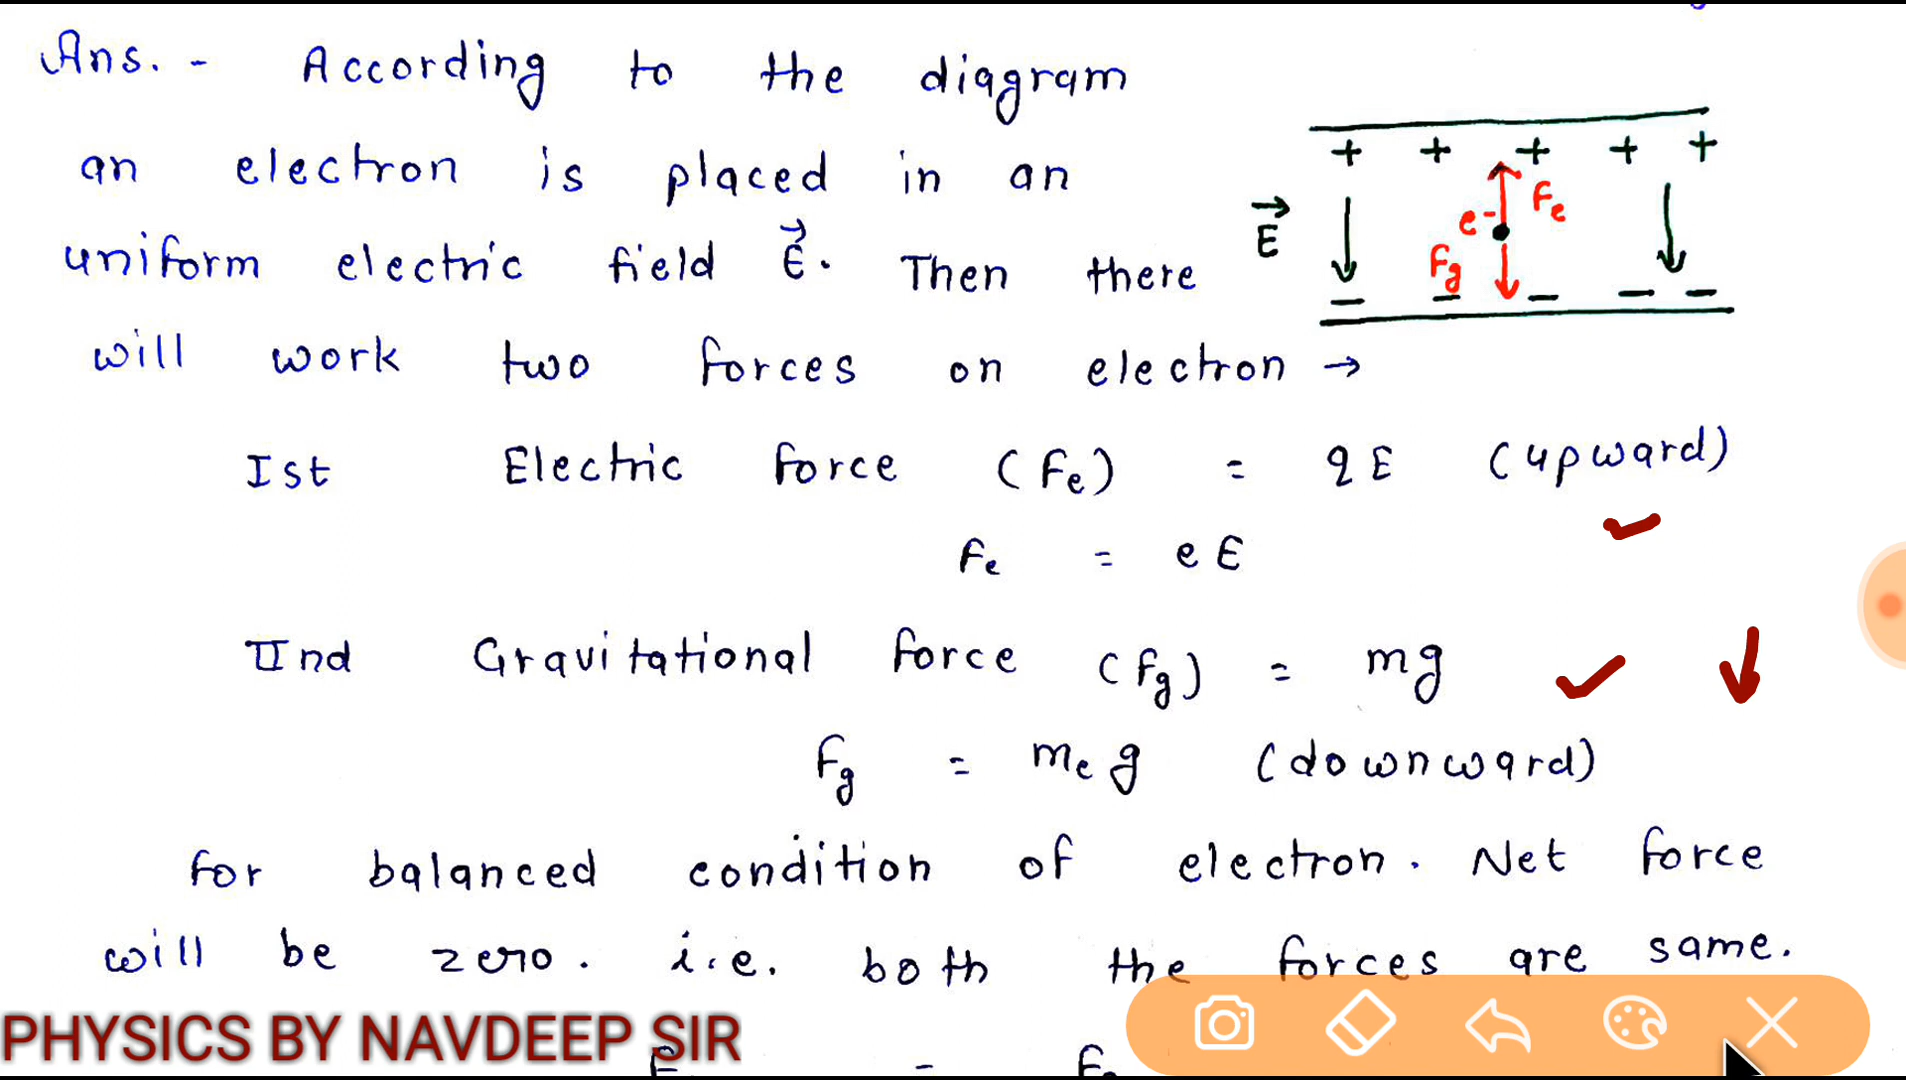 Ans. - According to the diagram
an electron is placed in an
uniform electric field E⃗. Then there
will work two forces on electron →
+ + + + +
E⃗
e-
Fe
Fg
— — — — —
Ist Electric force (Fe) = qE (upward)
Fe = eE
IInd Gravitational force (Fg) = mg
Fg = me g (downward)
for balanced condition of electron. Net force
will be zero. i.e. both the forces are same.
PHYSICS BY NAVDEEP SIR